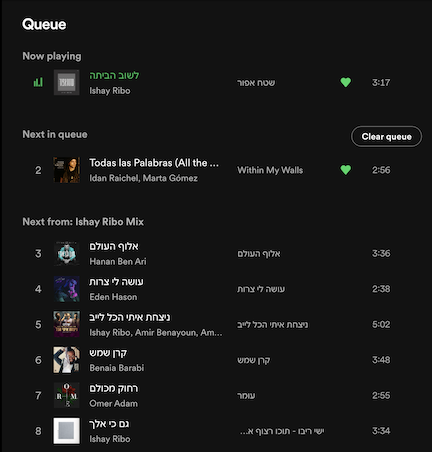 Queue
Now playing
לשוב הביתה
Ishay Ribo
שטח אפור
3:17
Next in queue
Clear queue
2
Todas las Palabras (All the ...
Idan Raichel, Marta Gómez
Within My Walls
2:56
Next from: Ishay Ribo Mix
3
אלוף העולם
Hanan Ben Ari
אלוף העולם
3:36
4
עושה לי צרות
Eden Hason
עושה לי צרות
2:38
5
ניצחת איתי הכל לייב
Ishay Ribo, Amir Benayoun, Am...
ניצחת איתי הכל לייב
5:02
6
קרן שמש
Benaia Barabi
קרן שמש
3:48
7
רחוק מכולם
Omer Adam
עומר
2:55
8
גם כי אלך
Ishay Ribo
ישי ריבו - תוכו רצוף א...
3:34